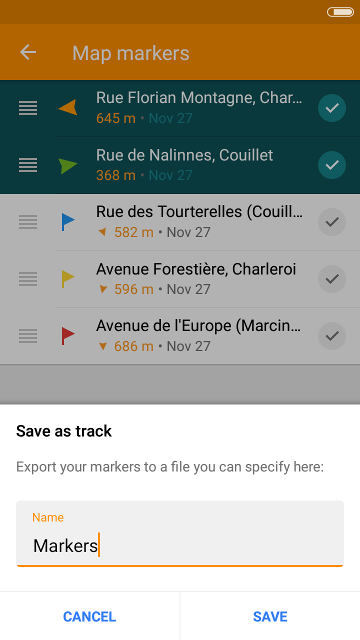 Map markers
Rue Florian Montagne, Char...
645 m • Nov 27
Rue de Nalinnes, Couillet
368 m • Nov 27
Rue des Tourterelles (Couill...
582 m • Nov 27
Avenue Forestière, Charleroi
596 m • Nov 27
Avenue de l'Europe (Marcin...
686 m • Nov 27
Save as track
Export your markers to a file you can specify here:
Name
Markers
CANCEL
SAVE